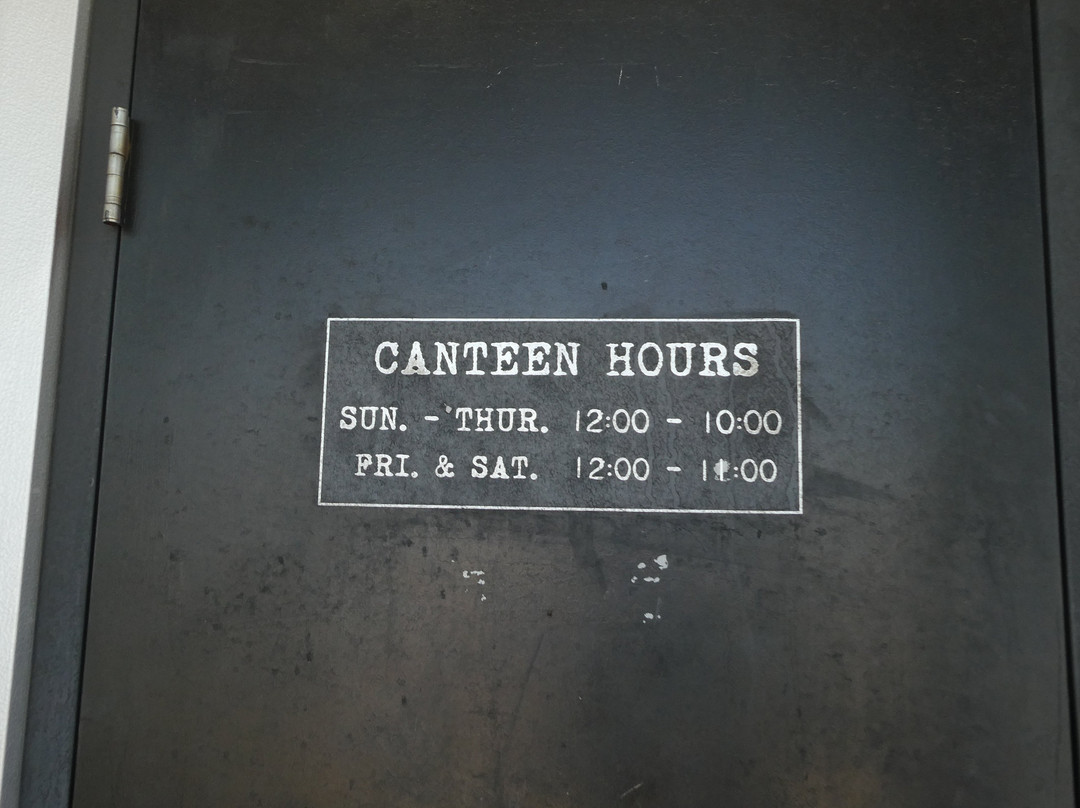 CANTEEN HOURS
SUN. - THUR. 12:00 - 10:00
FRI. & SAT. 12:00 - 11:00